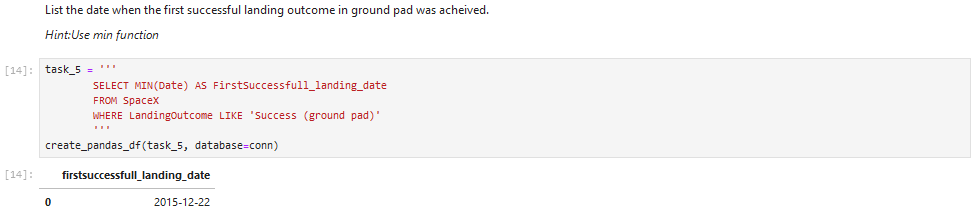 List the date when the first successful landing outcome in ground pad was acheived.
Hint:Use min function
[14]: task_5 = '''
SELECT MIN(Date) AS FirstSuccessfull_landing_date
FROM SpaceX
WHERE LandingOutcome LIKE 'Success (ground pad)'
'''
create_pandas_df(task_5, database=conn)
[14]: firstsuccessfull_landing_date
0 2015-12-22